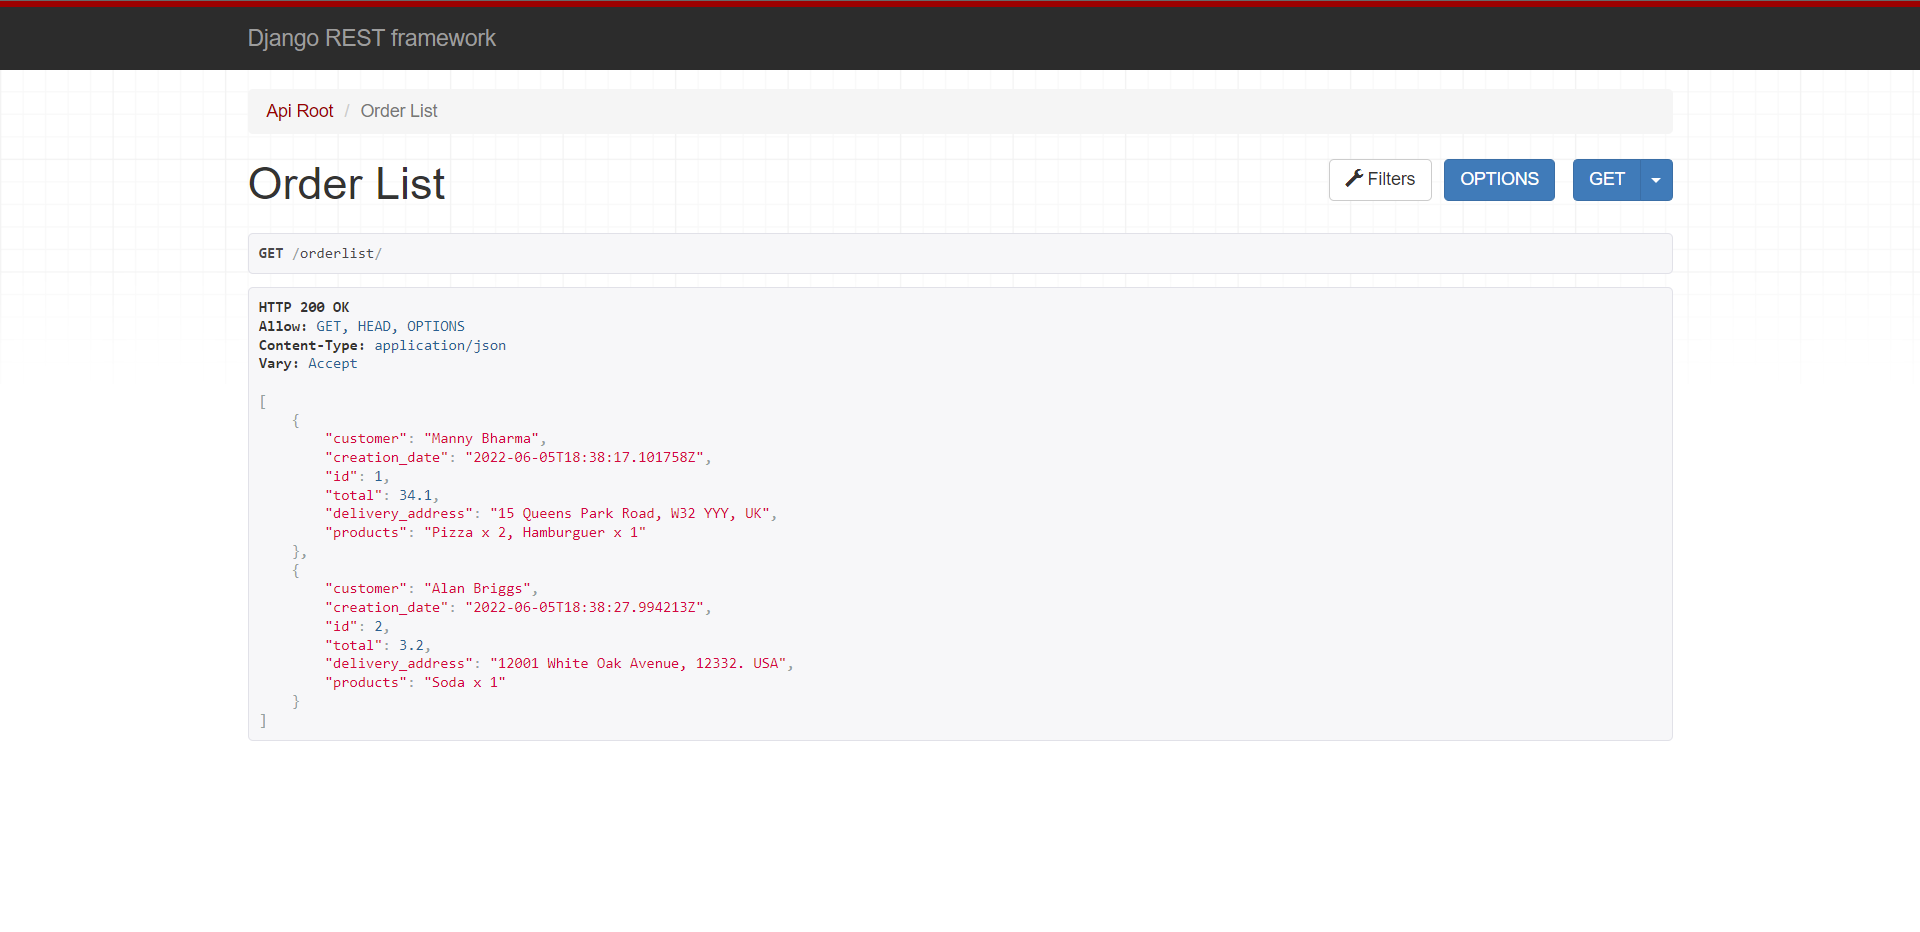 Django REST framework
Api Root / Order List
Order List
Filters
OPTIONS
GET
GET /orderlist/
HTTP 200 OK
Allow: GET, HEAD, OPTIONS
Content-Type: application/json
Vary: Accept
[
    {
        "customer": "Manny Bharma",
        "creation_date": "2022-06-05T18:38:17.101758Z",
        "id": 1,
        "total": 34.1,
        "delivery_address": "15 Queens Park Road, W32 YYY, UK",
        "products": "Pizza x 2, Hamburguer x 1"
    },
    {
        "customer": "Alan Briggs",
        "creation_date": "2022-06-05T18:38:27.994213Z",
        "id": 2,
        "total": 3.2,
        "delivery_address": "12001 White Oak Avenue, 12332. USA",
        "products": "Soda x 1"
    }
]